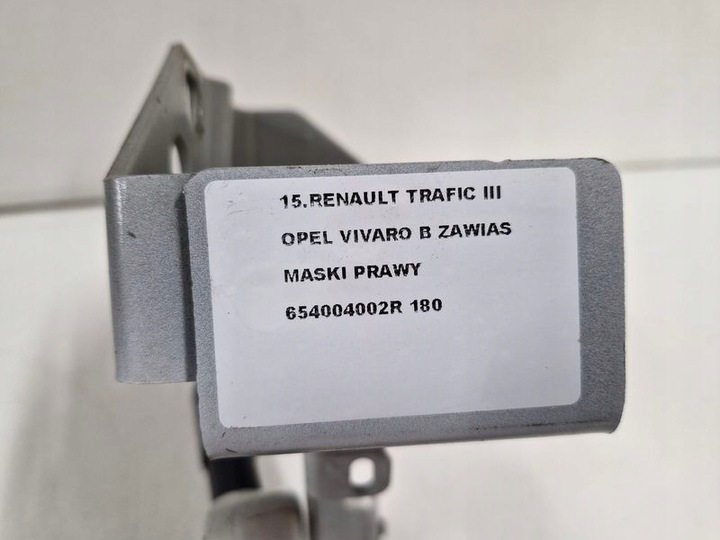 15.RENAULT TRAFIC III
OPEL VIVARO B ZAWIAS
MASKI PRAWY
654004002R 180